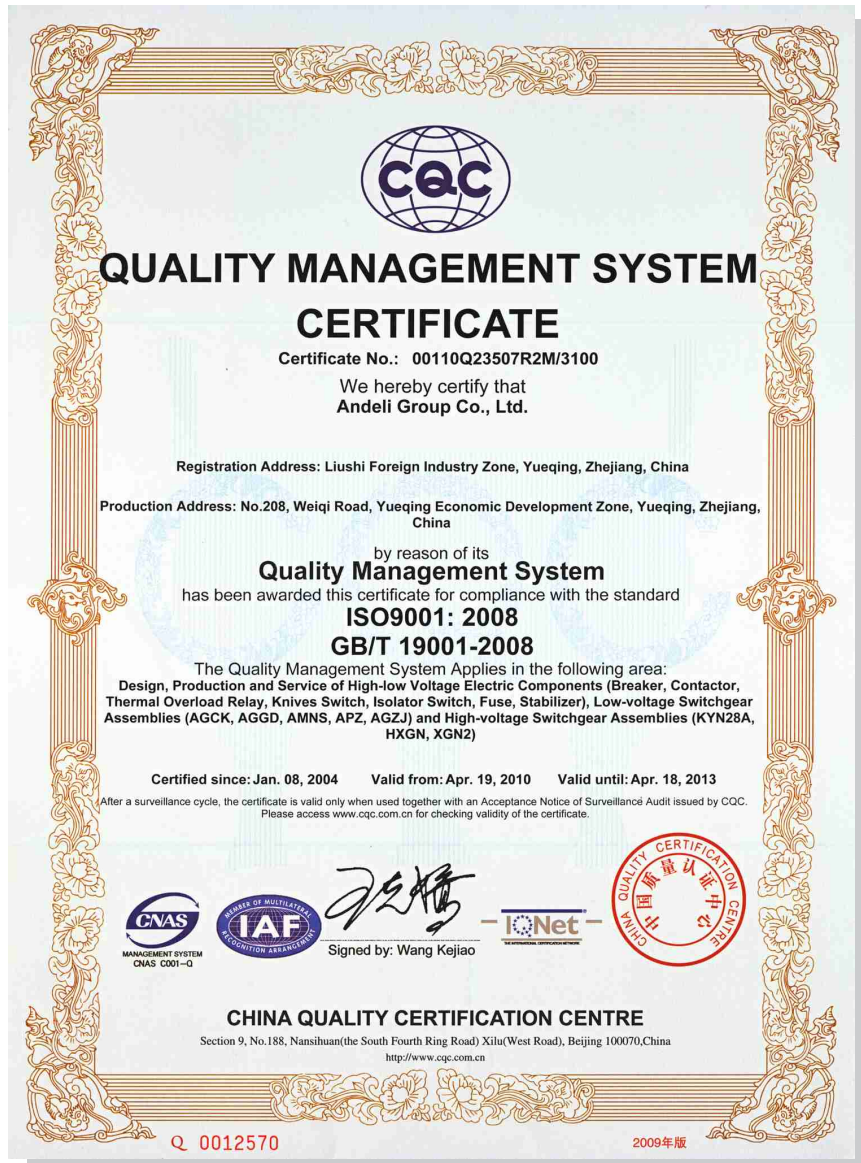 CQC
QUALITY MANAGEMENT SYSTEM
CERTIFICATE
Certificate No.: 00110Q23507R2M/3100
We hereby certify that
Andeli Group Co., Ltd.
Registration Address: Liushi Foreign Industry Zone, Yueqing, Zhejiang, China
Production Address: No.208, Weiqi Road, Yueqing Economic Development Zone, Yueqing, Zhejiang,
China
by reason of its
Quality Management System
has been awarded this certificate for compliance with the standard
ISO9001: 2008
GB/T 19001-2008
The Quality Management System Applies in the following area:
Design, Production and Service of High-low Voltage Electric Components (Breaker, Contactor,
Thermal Overload Relay, Knives Switch, Isolator Switch, Fuse, Stabilizer), Low-voltage Switchgear
Assemblies (AGCK, AGGD, AMNS, APZ, AGZJ) and High-voltage Switchgear Assemblies (KYN28A,
HXGN, XGN2)
Certified since: Jan. 08, 2004 Valid from: Apr. 19, 2010 Valid until: Apr. 18, 2013
After a surveillance cycle, the certificate is valid only when used together with an Acceptance Notice of Surveillance Audit issued by CQC.
Please access www.cqc.com.cn for checking validity of the certificate.
CNAS
MANAGEMENT SYSTEM
CNAS C001-Q
MEMBER OF MULTILATERAL
IAF
RECOGNITION ARRANGEMENT
Signed by: Wang Kejiao
IQNet
THE INTERNATIONAL CERTIFICATION NETWORK
CHINA QUALITY CERTIFICATION CENTRE
中国质量认证中心
CHINA QUALITY CERTIFICATION CENTRE
Section 9, No.188, Nansihuan(the South Fourth Ring Road) Xilu(West Road), Beijing 100070,China
http://www.cqc.com.cn
Q 0012570
2009年版